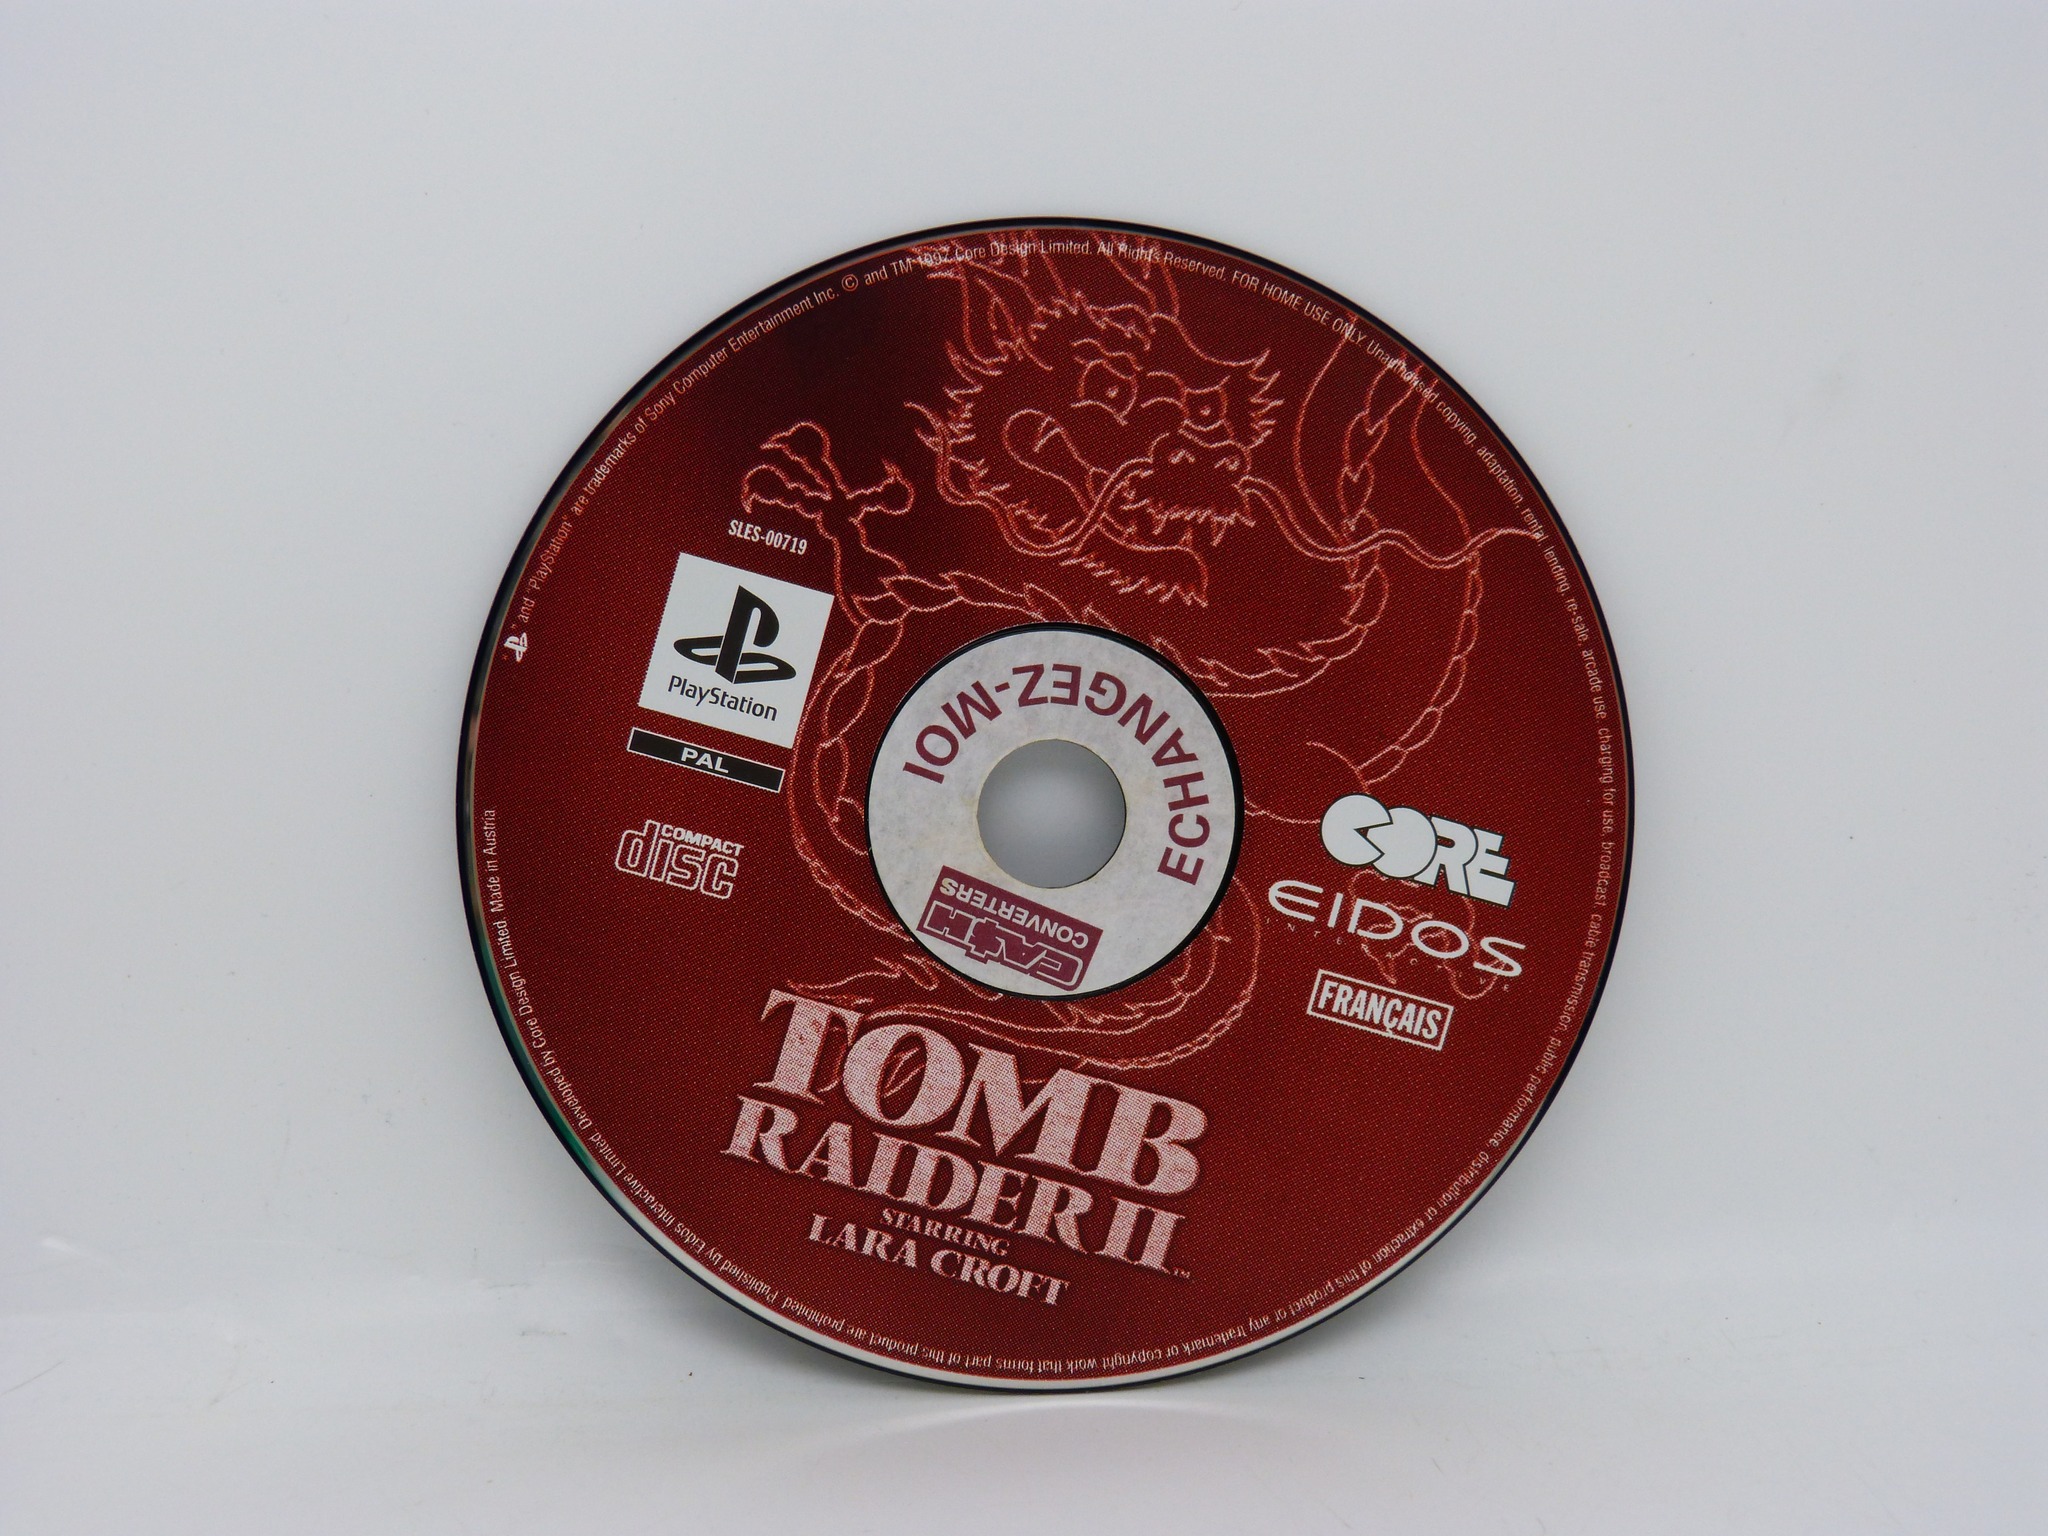 " and "PlayStation" are trademarks of Sony Computer Entertainment Inc. © and TM 1997 Core Design Limited. All Rights Reserved. FOR HOME USE ONLY. Unauthorised copying, adaptation, rental, lending, re-sale, arcade use, charging for use, broadcast, cable transmission, public performance, distribution or extraction of this product or any trademark or copyright work that forms part of this product are prohibited. Published by Eidos Interactive Limited. Developed by Core Design Limited. Made in Austria
SLES-00719
PlayStation
PAL
COMPACT
disc
ECHANGEZ-MOI
CA$H
CONVERTERS
CORE
EIDOS
INTERACTIVE
FRANÇAIS
TOMB
RAIDER II™
STARRING
LARA CROFT